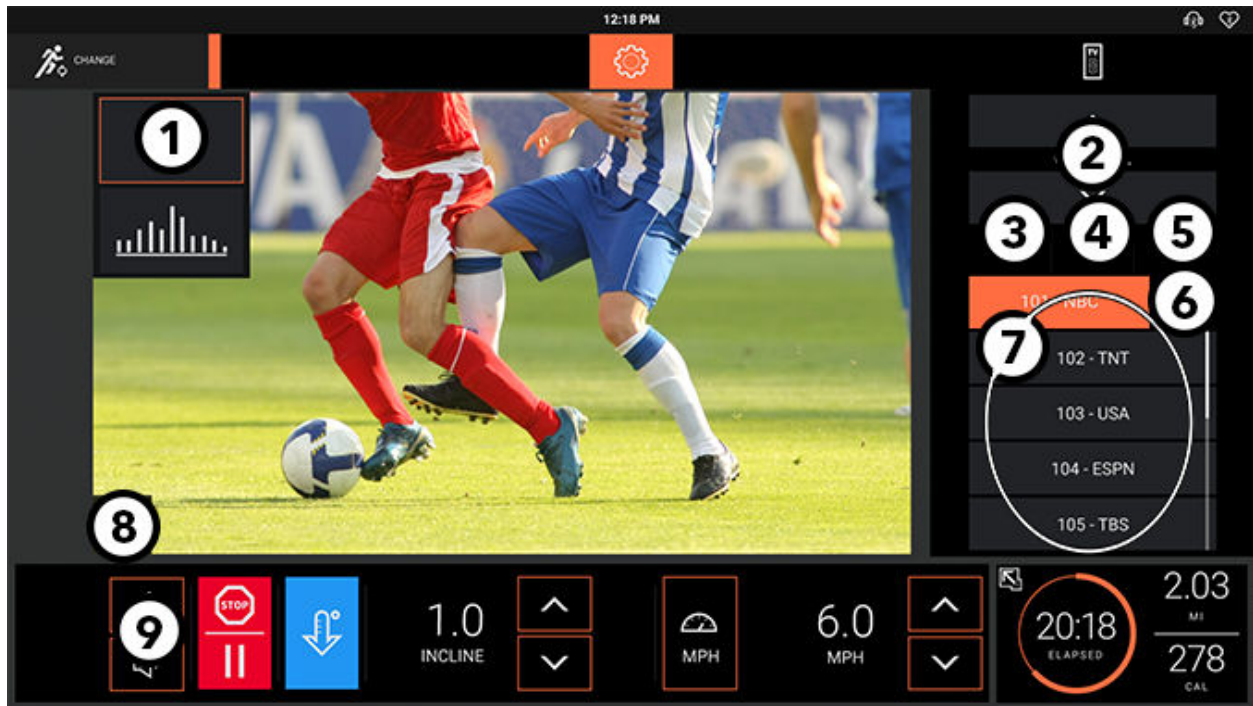 12:18 PM
CHANGE
TV
1
2
3
4
5
6
101 - NBC
7
102 - TNT
103 - USA
104 - ESPN
105 - TBS
8
9
STOP
1.0
INCLINE
MPH
6.0
MPH
20:18
ELAPSED
2.03
MI
278
CAL